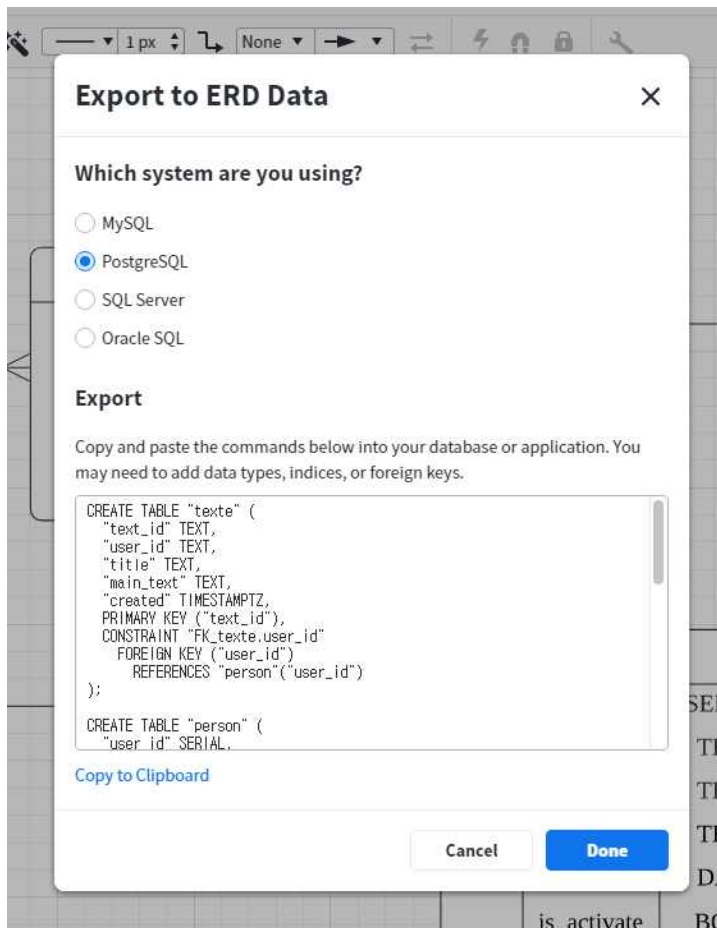 1 px
None
Export to ERD Data
Which system are you using?
MySQL
PostgreSQL
SQL Server
Oracle SQL
Export
Copy and paste the commands below into your database or application. You
may need to add data types, indices, or foreign keys.
CREATE TABLE "texte" (
"text_id" TEXT,
"user_id" TEXT,
"title" TEXT,
"main_text" TEXT,
"created" TIMESTAMPTZ,
PRIMARY KEY ("text_id"),
CONSTRAINT "FK_texte.user_id"
FOREIGN KEY ("user_id")
REFERENCES "person"("user_id")
);
CREATE TABLE "person" (
"user_id" SERIAL,
Copy to Clipboard
Cancel
Done
is_activate